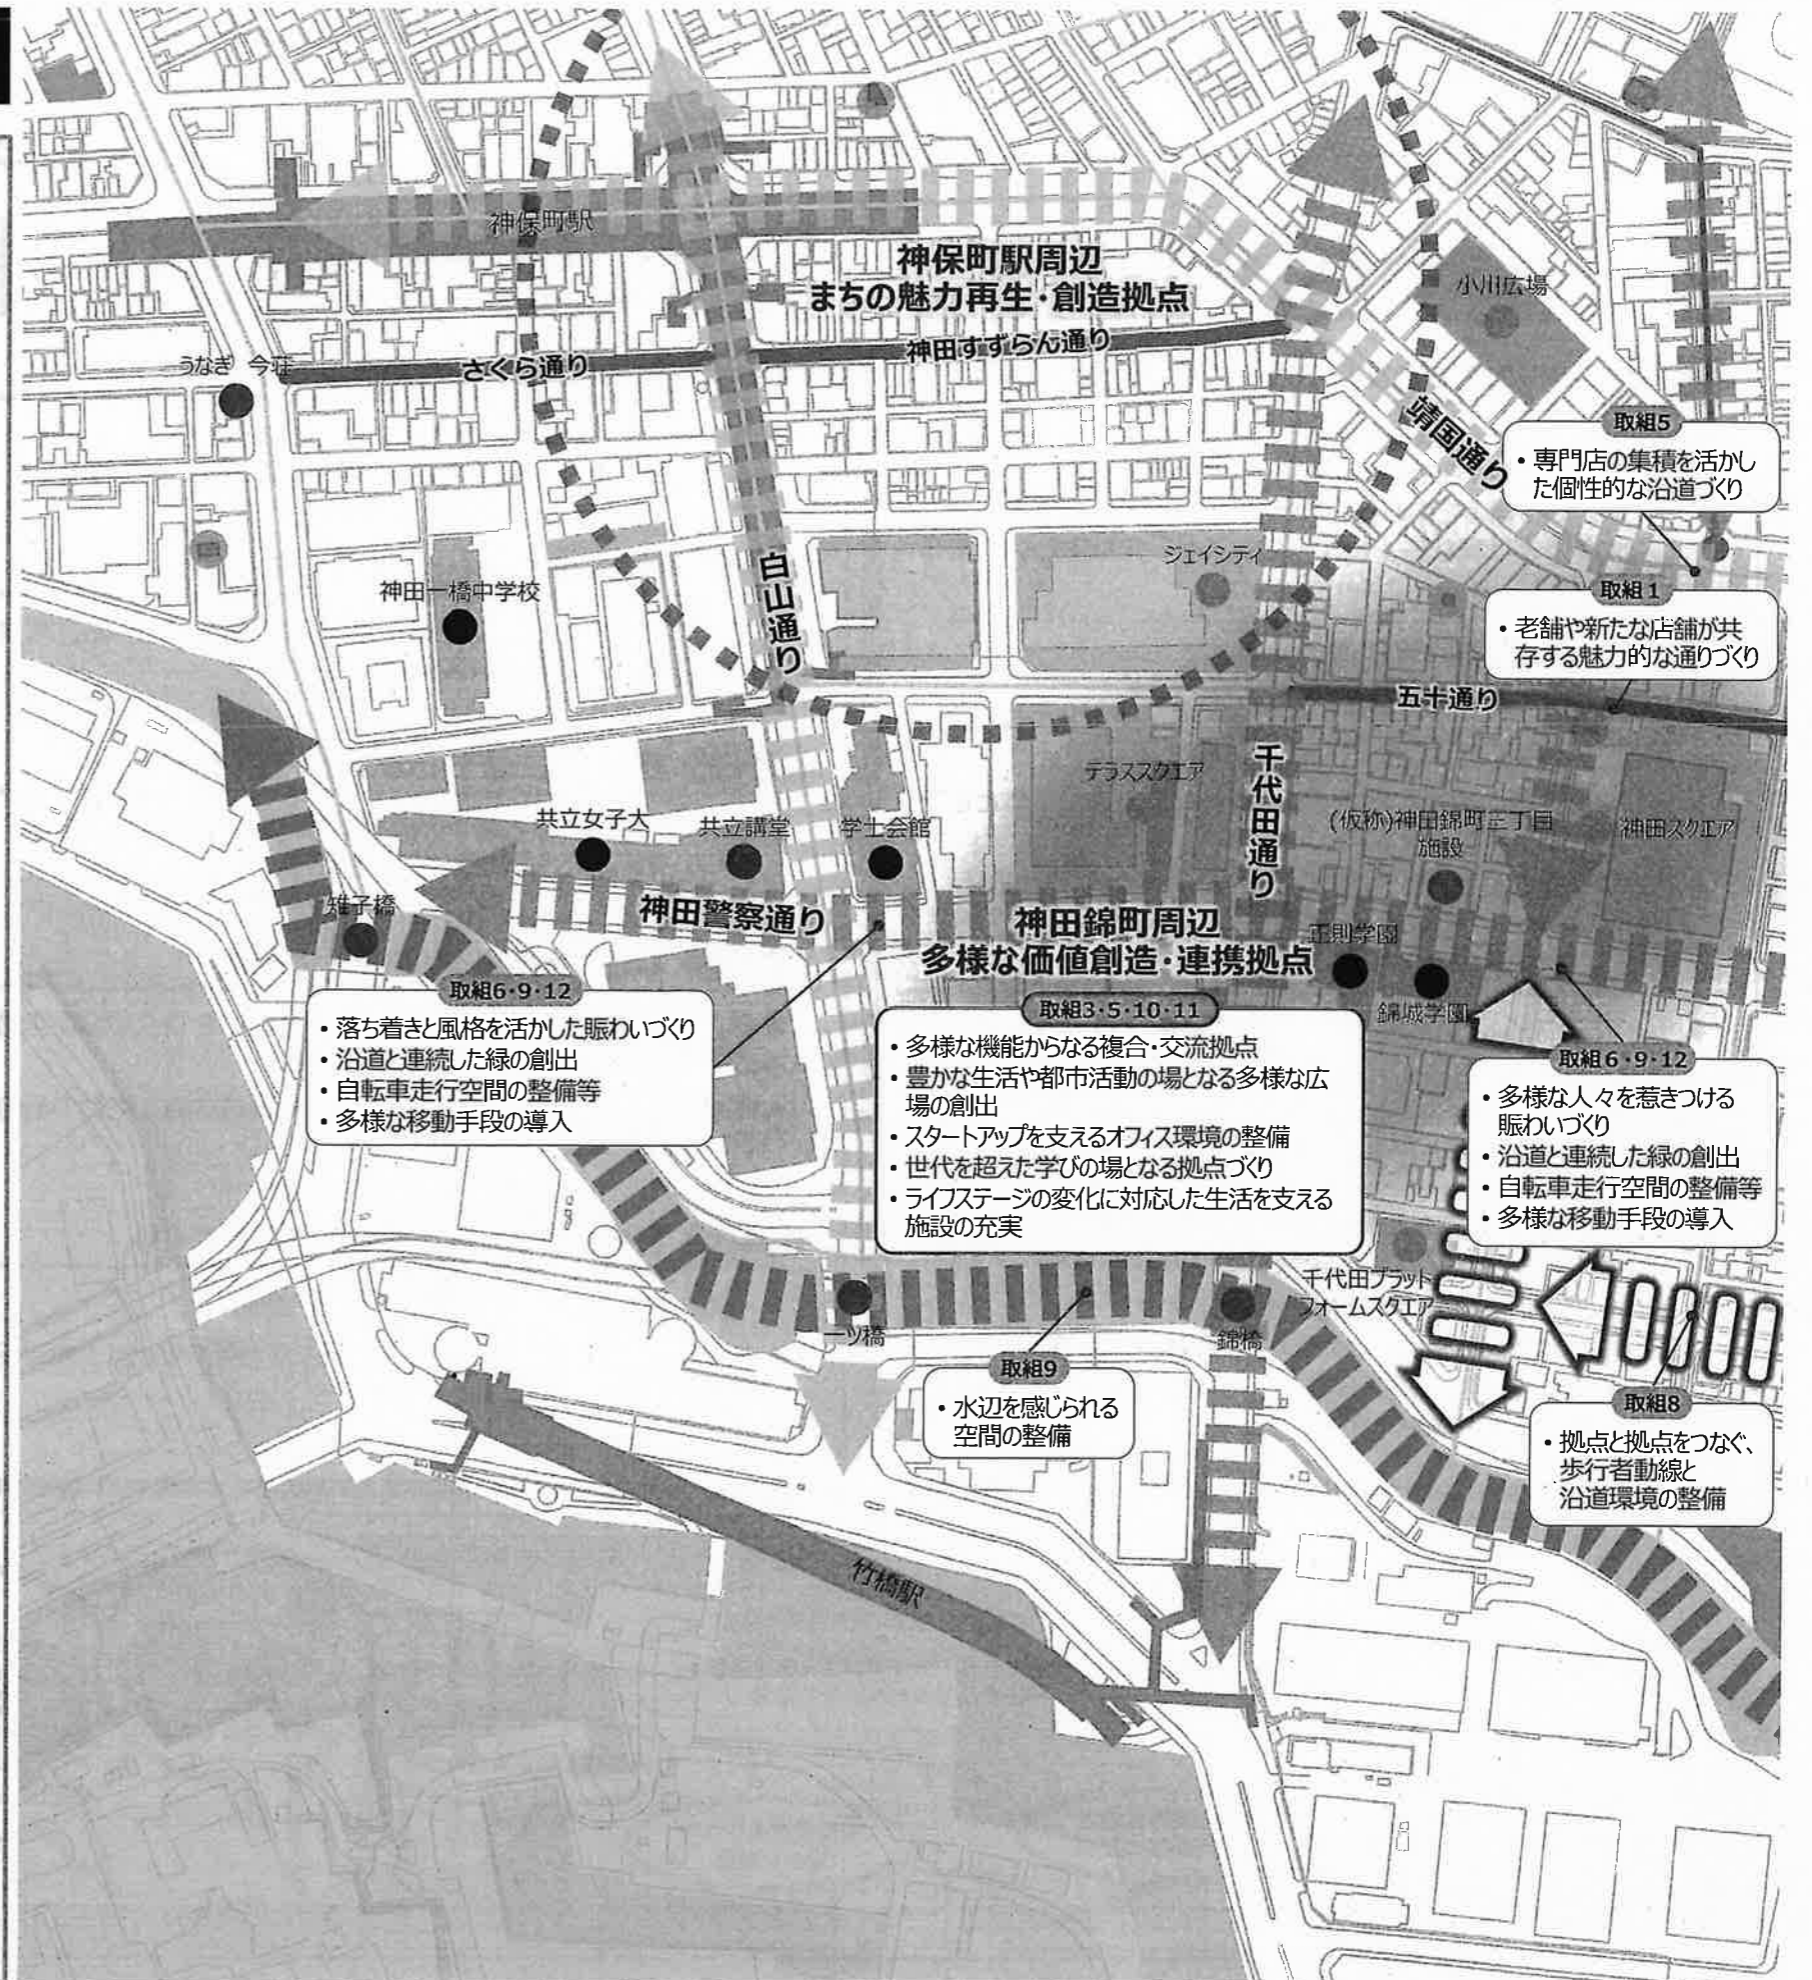 神保町駅
神保町駅周辺
まちの魅力再生・創造拠点
小川広場
神田すずらん通り
さくら通り
うなぎ 今荘
靖国通り
取組5
・専門店の集積を活かし
た個性的な沿道づくり
ジェイシティ
白山通り
神田一橋中学校
取組1
・老舗や新たな店舗が共
存する魅力的な通りづくり
五十通り
千代田通り
テラススクエア
共立女子大
共立講堂
学士会館
(仮称)神田錦町三丁目
施設
神田スクエア
雉子橋
神田警察通り
神田錦町周辺
多様な価値創造・連携拠点
正則学園
錦城学園
取組6・9・12
・落ち着きと風格を活かした賑わいづくり
・沿道と連続した緑の創出
・自転車走行空間の整備等
・多様な移動手段の導入
取組3・5・10・11
・多様な機能からなる複合・交流拠点
・豊かな生活や都市活動の場となる多様な広
場の創出
・スタートアップを支えるオフィス環境の整備
・世代を超えた学びの場となる拠点づくり
・ライフステージの変化に対応した生活を支える
施設の充実
取組6・9・12
・多様な人々を惹きつける
賑わいづくり
・沿道と連続した緑の創出
・自転車走行空間の整備等
・多様な移動手段の導入
千代田プラット
フォームスクエア
一ツ橋
錦橋
取組9
・水辺を感じられる
空間の整備
取組8
・拠点と拠点をつなぐ、
歩行者動線と
沿道環境の整備
竹橋駅